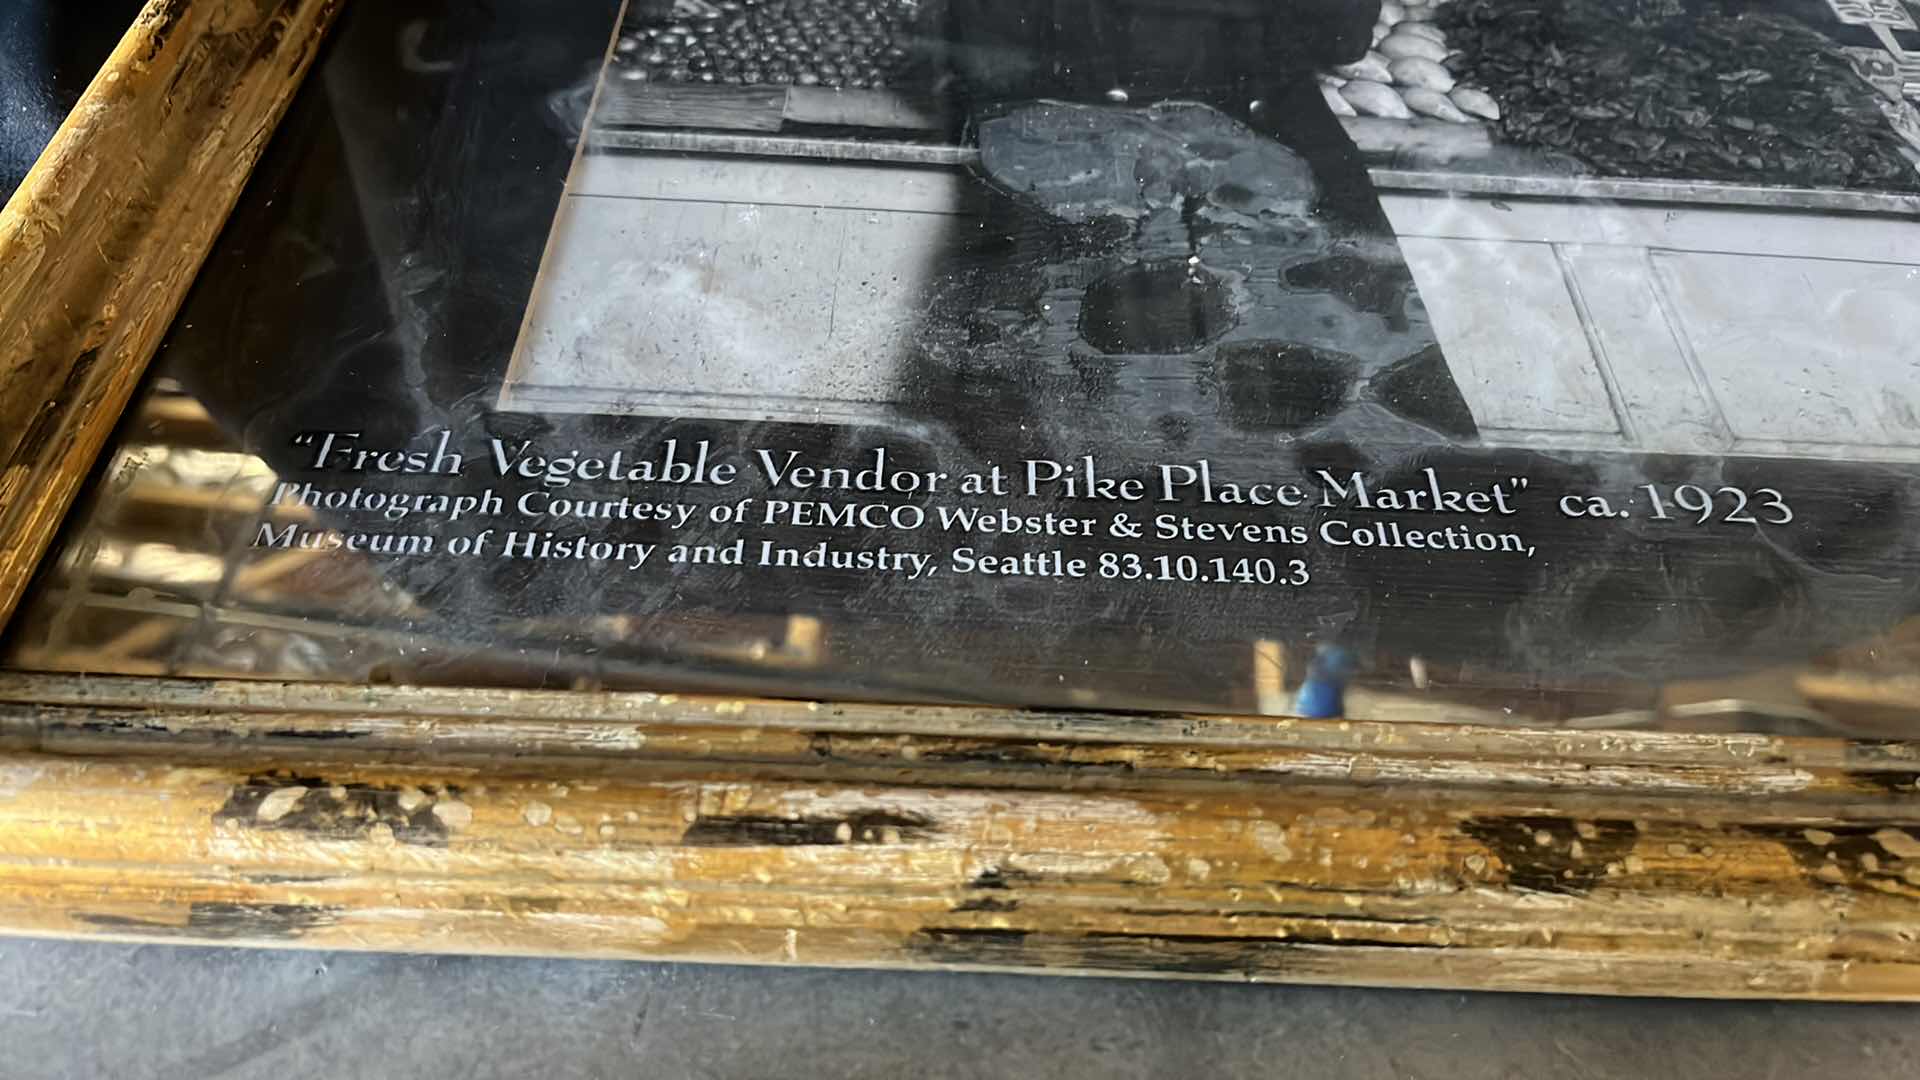 “Fresh Vegetable Vendor at Pike Place Market” ca. 1923
Photograph Courtesy of PEMCO Webster & Stevens Collection,
Museum of History and Industry, Seattle 83.10.140.3